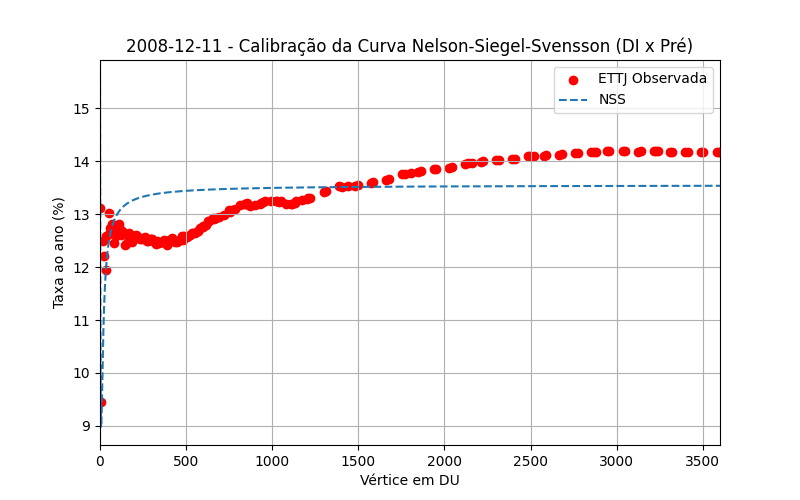 2008-12-11 - Calibração da Curva Nelson-Siegel-Svensson (DI x Pré)
ETTJ Observada
NSS
Taxa ao ano (%)
15
14
13
12
11
10
9
0 500 1000 1500 2000 2500 3000 3500
Vértice em DU